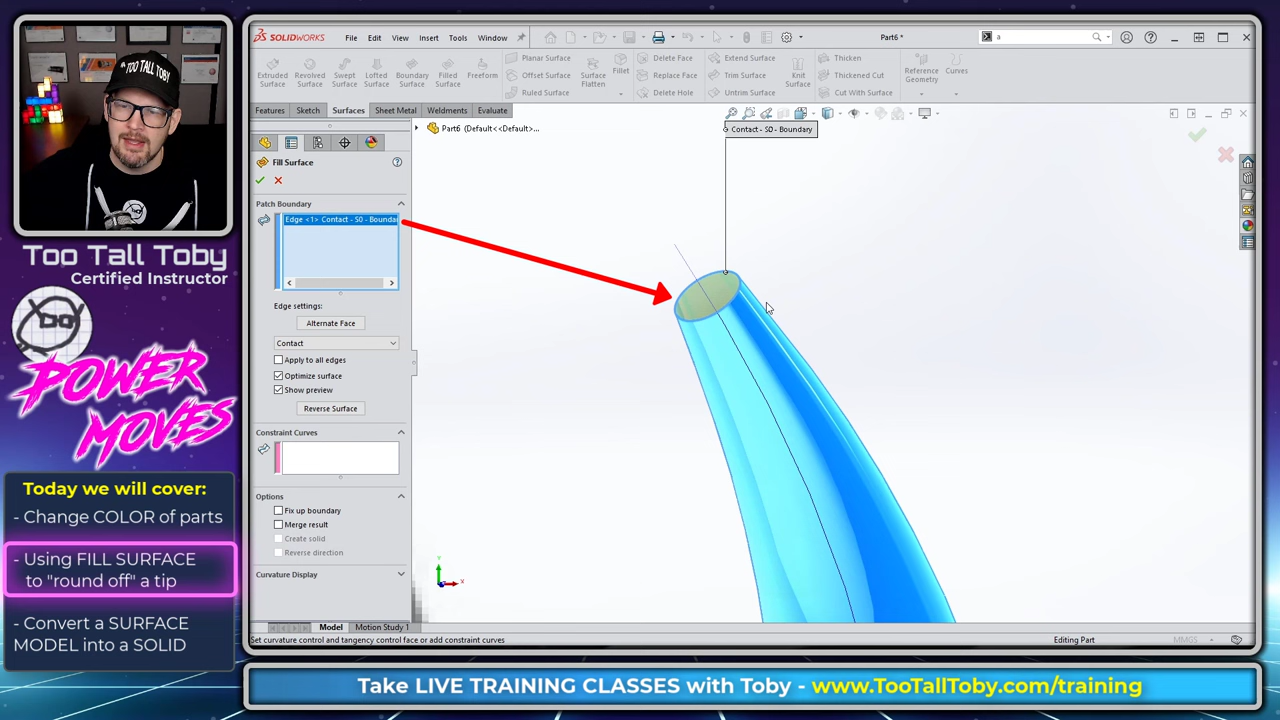 TOO TALL TOBY
Too Tall Toby
Certified Instructor
POWER
MOVES
Today we will cover:
- Change COLOR of parts
- Using FILL SURFACE
to "round off" a tip
- Convert a SURFACE
MODEL into a SOLID
SOLIDWORKS
File Edit View Insert Tools Window
Part6 *
a
Extruded
Surface
Revolved
Surface
Swept
Surface
Lofted
Surface
Boundary
Surface
Filled
Surface
Freeform
Planar Surface
Offset Surface
Ruled Surface
Surface
Flatten
Fillet
Delete Face
Replace Face
Delete Hole
Extend Surface
Trim Surface
Untrim Surface
Knit
Surface
Thicken
Thickened Cut
Cut With Surface
Reference
Geometry
Curves
Features Sketch Surfaces Sheet Metal Weldments Evaluate
Part6 (Default<<Default>...
Contact - S0 - Boundary
Fill Surface
Patch Boundary
Edge <1> Contact - S0 - Bounda
Edge settings:
Alternate Face
Contact
Apply to all edges
Optimize surface
Show preview
Reverse Surface
Constraint Curves
Options
Fix up boundary
Merge result
Create solid
Reverse direction
Curvature Display
Y
X
Model Motion Study 1
Set curvature control and tangency control face or add constraint curves
Editing Part
MMGS
Take LIVE TRAINING CLASSES with Toby - www.TooTallToby.com/training